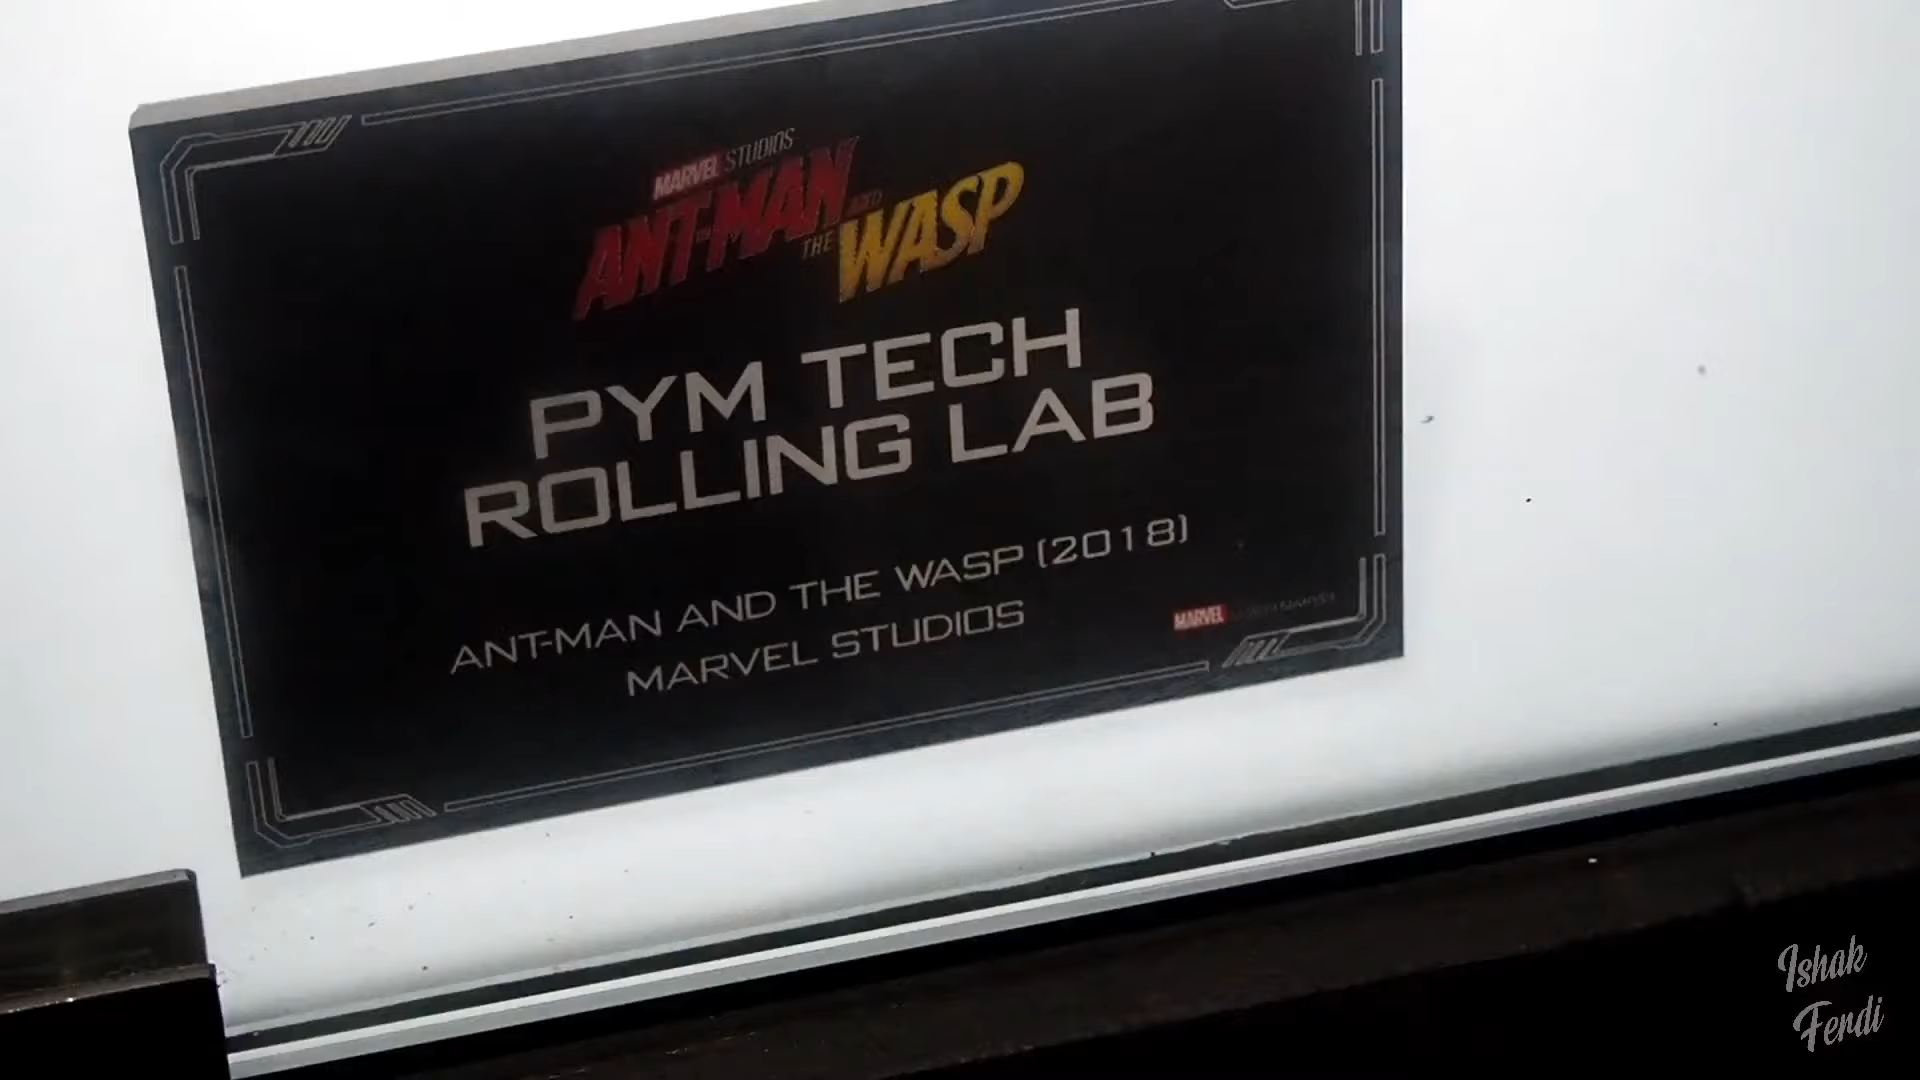 MARVEL STUDIOS
ANT-MAN AND
THE WASP
PYM TECH
ROLLING LAB
ANT-MAN AND THE WASP (2018)
MARVEL STUDIOS
MARVEL
Ishak
Fendi